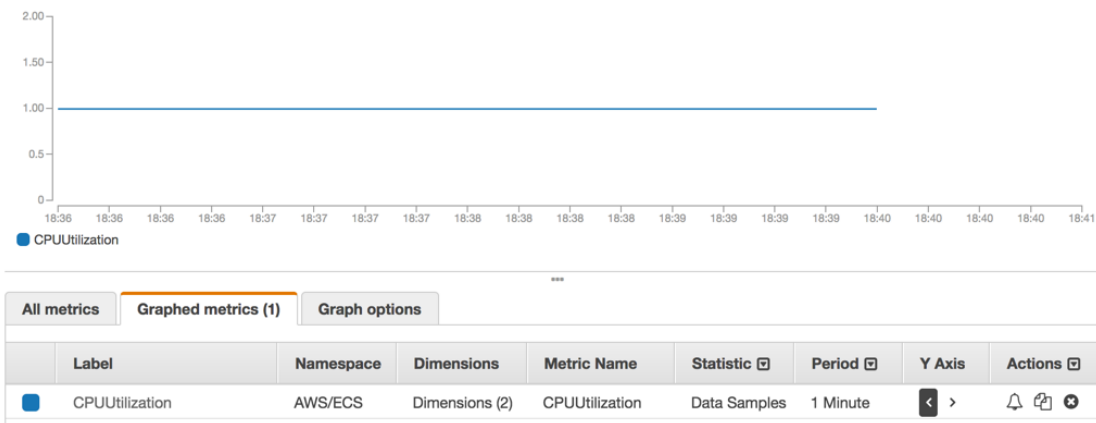 2.00
1.50
1.00
0.5
0
18:36 18:36 18:36 18:36 18:37 18:37 18:37 18:37 18:38 18:38 18:38 18:38 18:39 18:39 18:39 18:39 18:40 18:40 18:40 18:40 18:41
CPUUtilization
All metrics Graphed metrics (1) Graph options
Label Namespace Dimensions Metric Name Statistic Period Y Axis Actions
CPUUtilization AWS/ECS Dimensions (2) CPUUtilization Data Samples 1 Minute < >